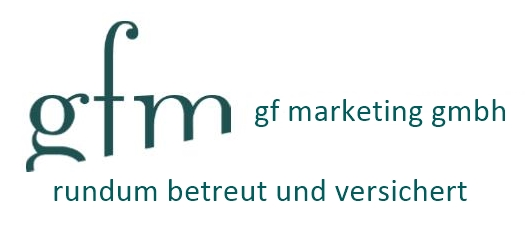 gfm gf marketing gmbh
rundum betreut und versichert